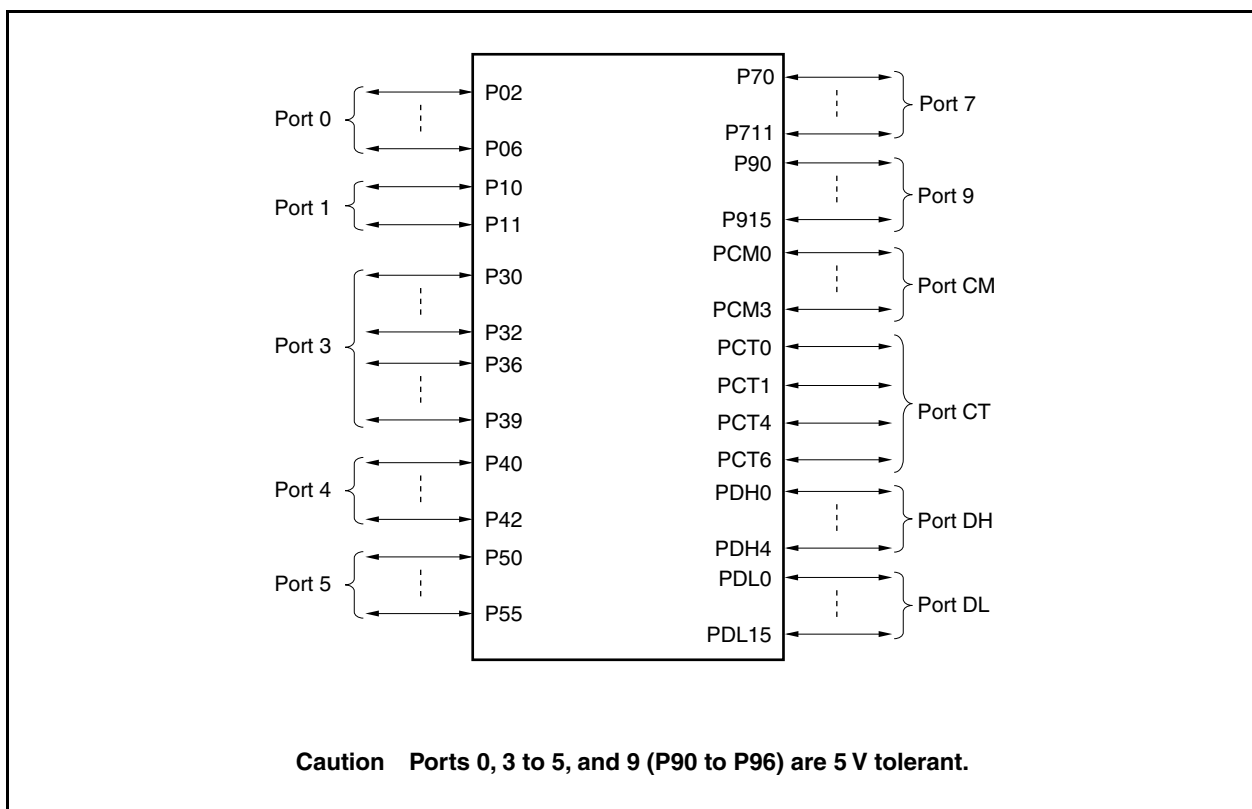 Port 0
P02
P06
Port 1
P10
P11
Port 3
P30
P32
P36
P39
Port 4
P40
P42
Port 5
P50
P55
P70
P711
Port 7
P90
P915
Port 9
PCM0
PCM3
Port CM
PCT0
PCT1
PCT4
PCT6
Port CT
PDH0
PDH4
Port DH
PDL0
PDL15
Port DL
Caution Ports 0, 3 to 5, and 9 (P90 to P96) are 5 V tolerant.